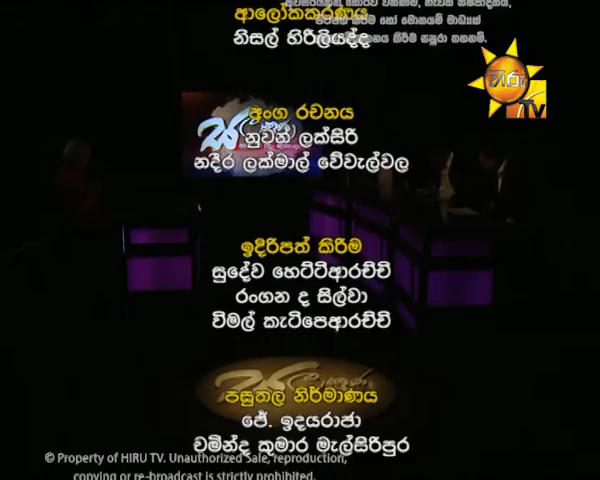 ආලෝකකරණය
නිසල් හිරිලියද්ද
හිරු
TV
අංග රචනය
නුවන් ලක්සිරි
නදීර ලක්මාල් වේවැල්වල
ඉදිරිපත් කිරිම
සුදේව හෙට්ටිආරච්චි
රංගන ද සිල්වා
විමල් කැටිපෙආරච්චි
පසුතල නිර්මාණය
ජේ. ඉදයරාජා
චමින්ද කුමාර මැල්සිරිපුර
© Property of HIRU TV. Unauthorized Sale, reproduction,
copying or re-broadcast is strictly prohibited.